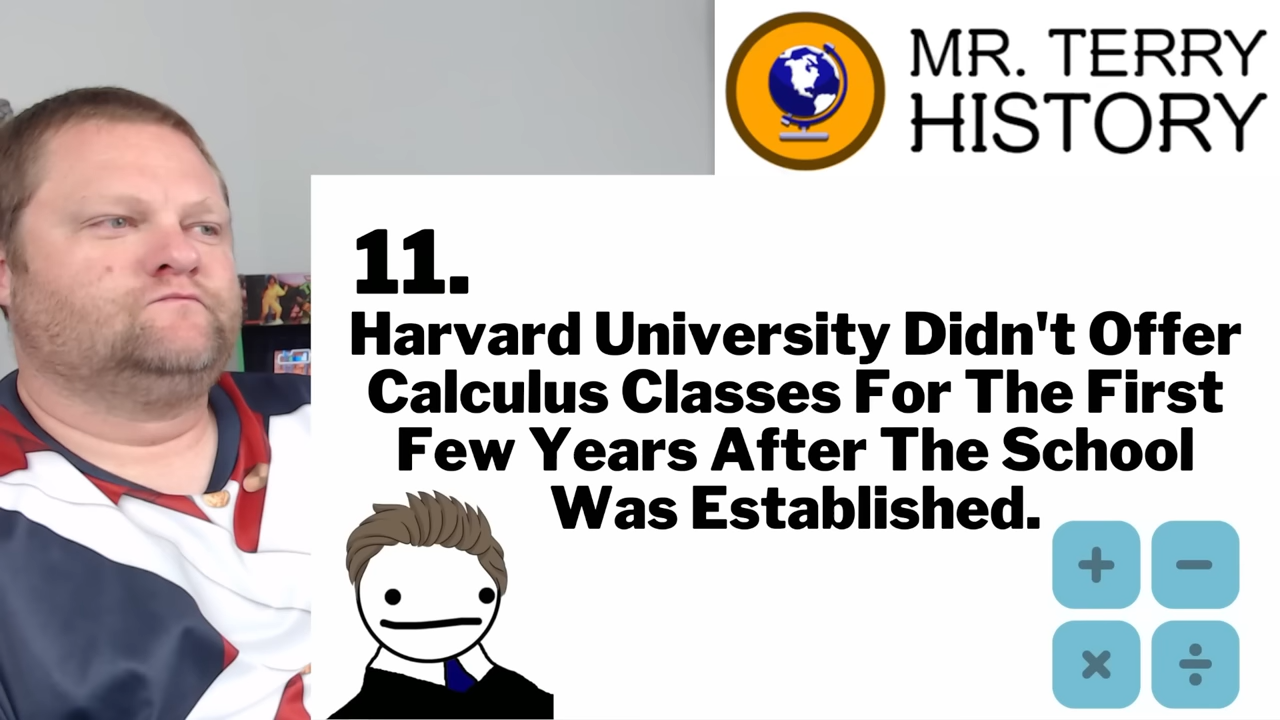 MR. TERRY
HISTORY
11.
Harvard University Didn't Offer
Calculus Classes For The First
Few Years After The School
Was Established.